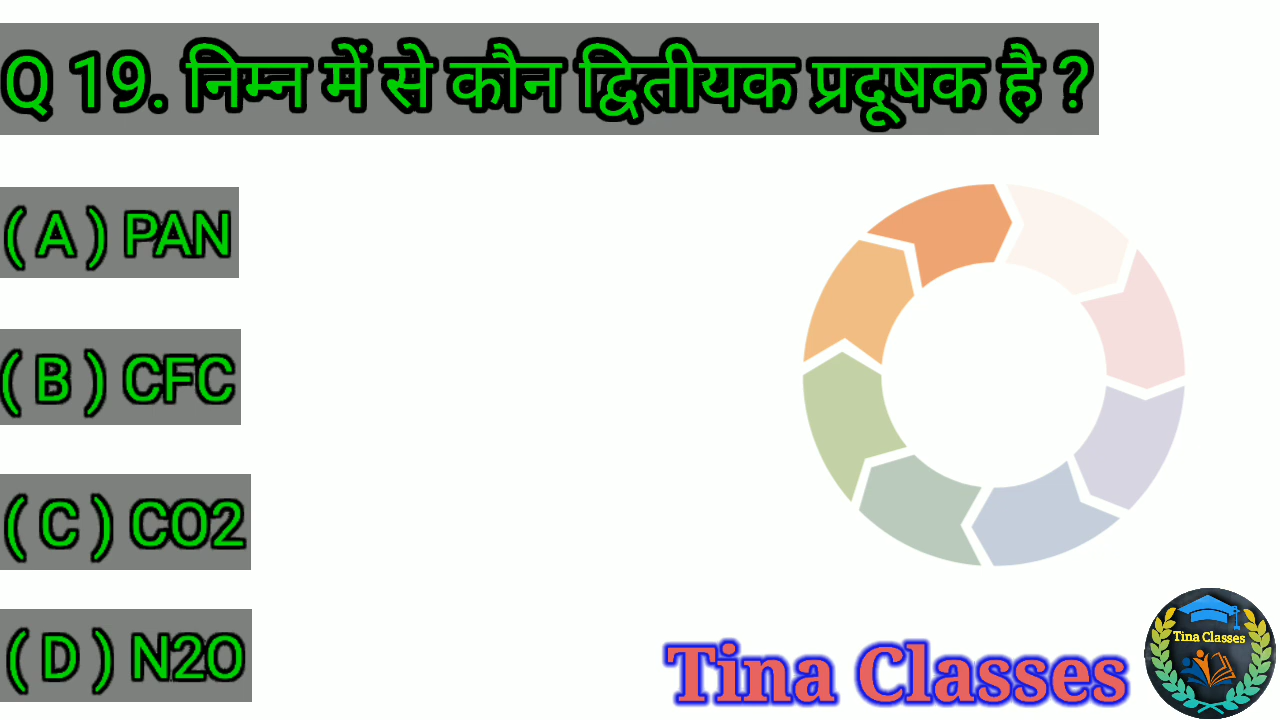 Q 19. निम्न में से कौन द्वितीयक प्रदूषक है ?
( A ) PAN
( B ) CFC
( C ) CO2
( D ) N2O
Tina Classes
Tina Classes